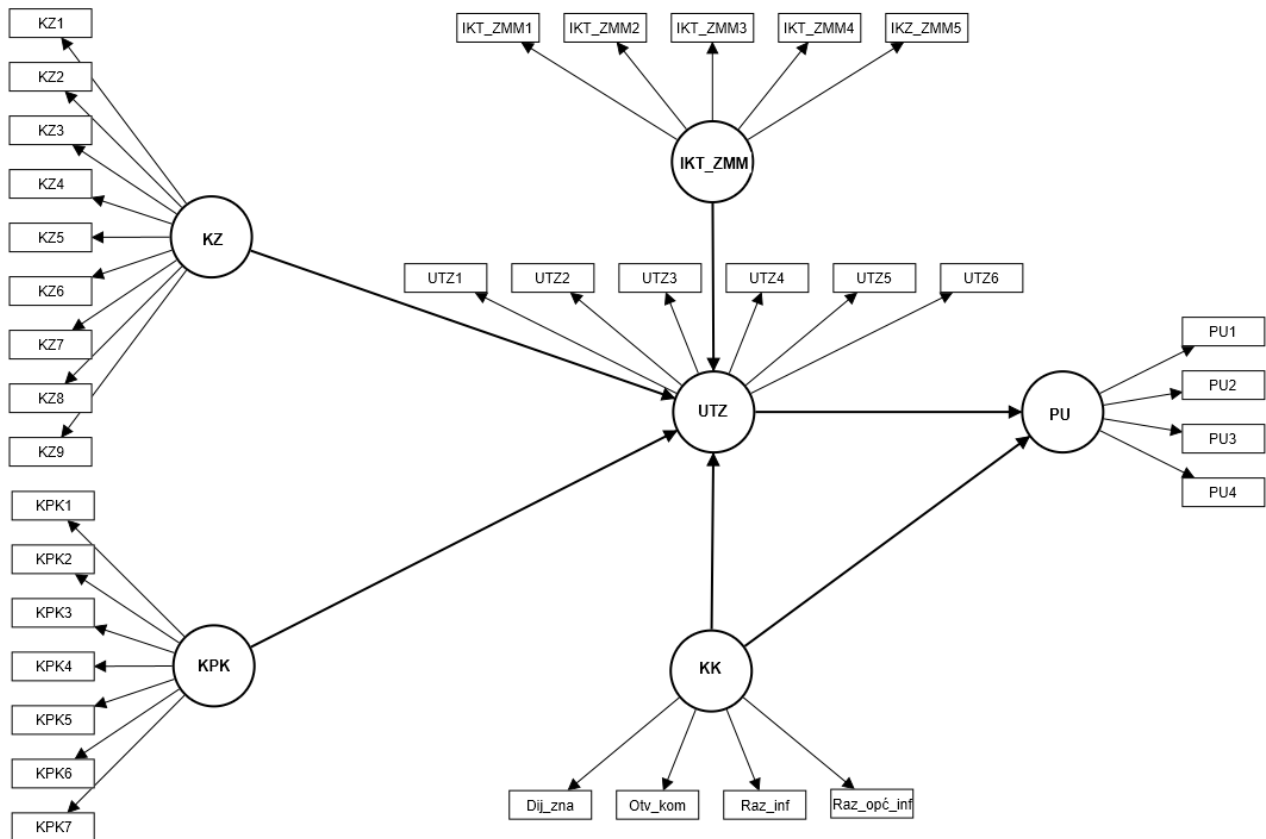 KZ1
KZ2
KZ3
KZ4
KZ5
KZ6
KZ7
KZ8
KZ9
KZ
KPK1
KPK2
KPK3
KPK4
KPK5
KPK6
KPK7
KPK
IKT_ZMM1
IKT_ZMM2
IKT_ZMM3
IKT_ZMM4
IKZ_ZMM5
IKT_ZMM
UTZ1
UTZ2
UTZ3
UTZ4
UTZ5
UTZ6
UTZ
PU
PU1
PU2
PU3
PU4
KK
Dij_zna
Otv_kom
Raz_inf
Raz_opć_inf